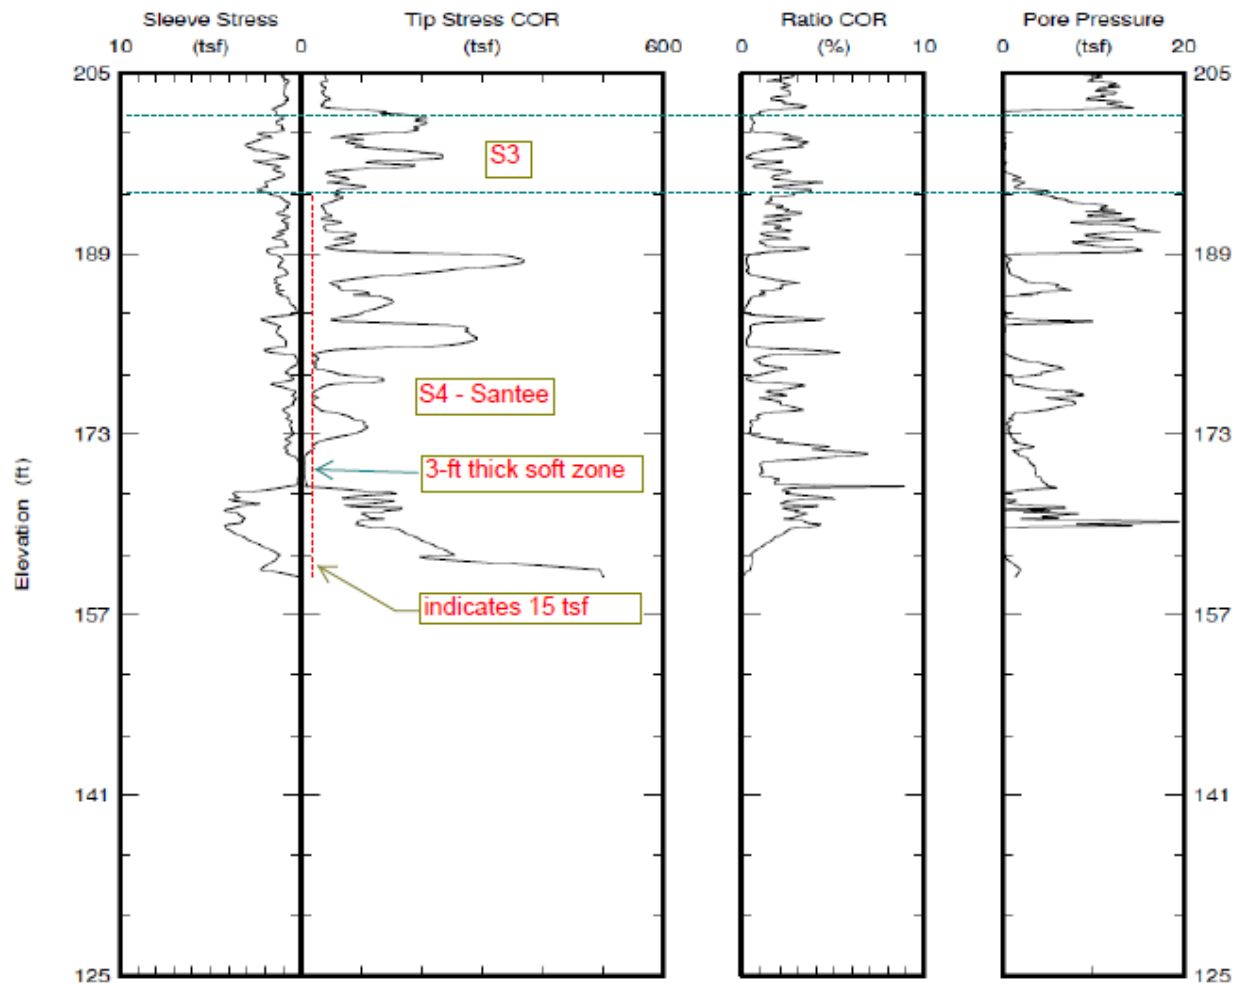 Sleeve Stress Tip Stress COR Ratio COR Pore Pressure
10 (tsf) 0 (tsf) 600 0 (%) 10 0 (tsf) 20
205 205
S3
189 189
S4 - Santee
173 173
3-ft thick soft zone
Elevation (ft)
indicates 15 tsf
157 157
141 141
125 125